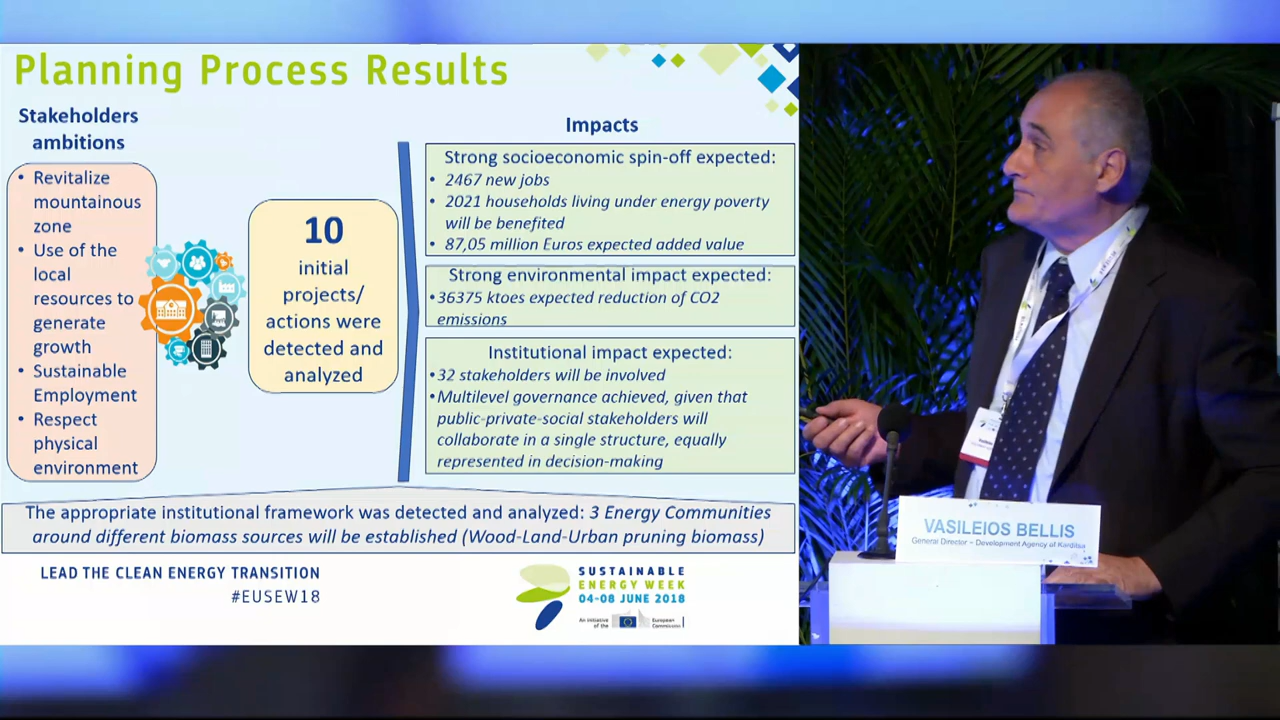 Planning Process Results
Stakeholders
ambitions
• Revitalize
mountainous
zone
• Use of the
local
resources to
generate
growth
• Sustainable
Employment
• Respect
physical
environment
10
initial
projects/
actions were
detected and
analyzed
Impacts
Strong socioeconomic spin-off expected:
• 2467 new jobs
• 2021 households living under energy poverty
will be benefited
• 87,05 million Euros expected added value
Strong environmental impact expected:
•36375 ktoes expected reduction of CO2
emissions
Institutional impact expected:
•32 stakeholders will be involved
•Multilevel governance achieved, given that
public-private-social stakeholders will
collaborate in a single structure, equally
represented in decision-making
The appropriate institutional framework was detected and analyzed: 3 Energy Communities
around different biomass sources will be established (Wood-Land-Urban pruning biomass)
LEAD THE CLEAN ENERGY TRANSITION
#EUSEW18
SUSTAINABLE
ENERGY WEEK
04-08 JUNE 2018
An initiative
of the
European
Commission
VASILEIOS BELLIS
General Director – Development Agency of Karditsa